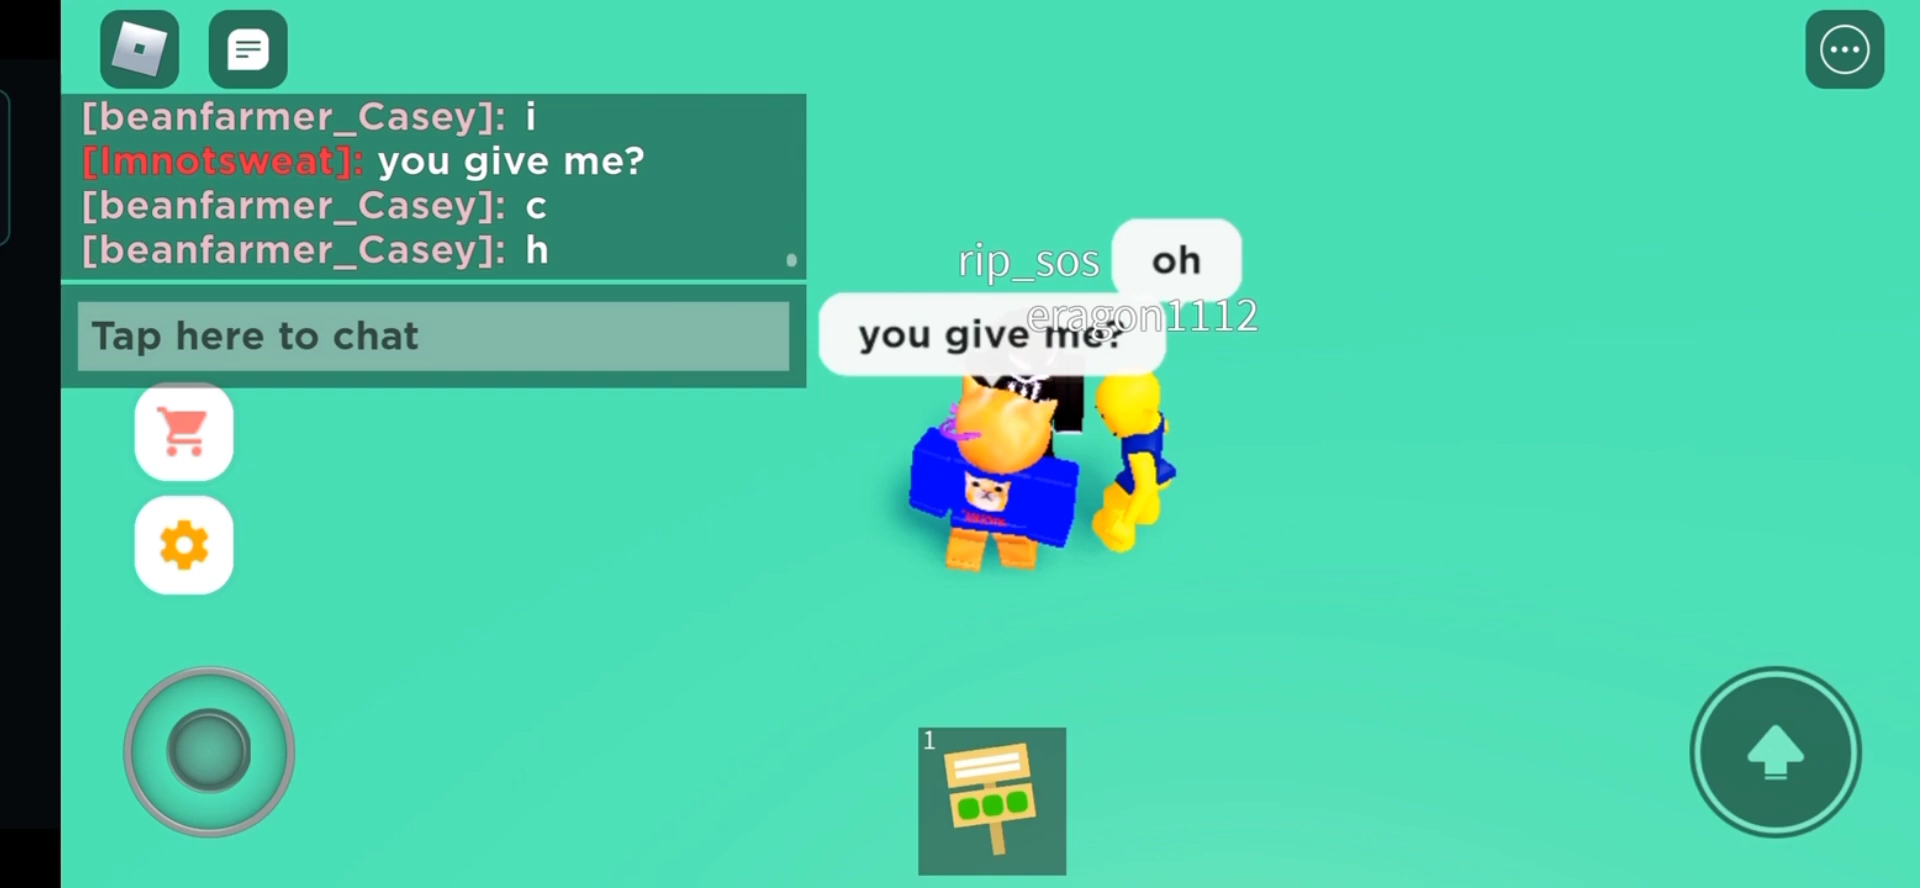 [beanfarmer_Casey]: i
[Imnotsweat]: you give me?
[beanfarmer_Casey]: c
[beanfarmer_Casey]: h
Tap here to chat
rip_sos
oh
eragon1112
you give me?
1